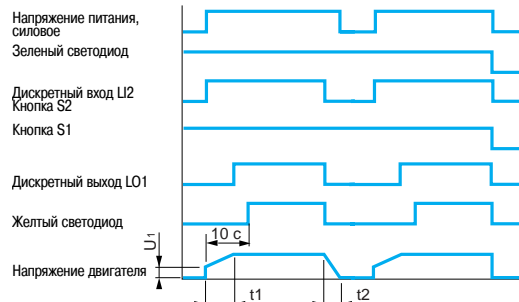 Напряжение питания,
силовое
Зеленый светодиод
Дискретный вход LI2
Кнопка S2
Кнопка S1
Дискретный выход LO1
Желтый светодиод
10 с
U1
Напряжение двигателя
t1
t2